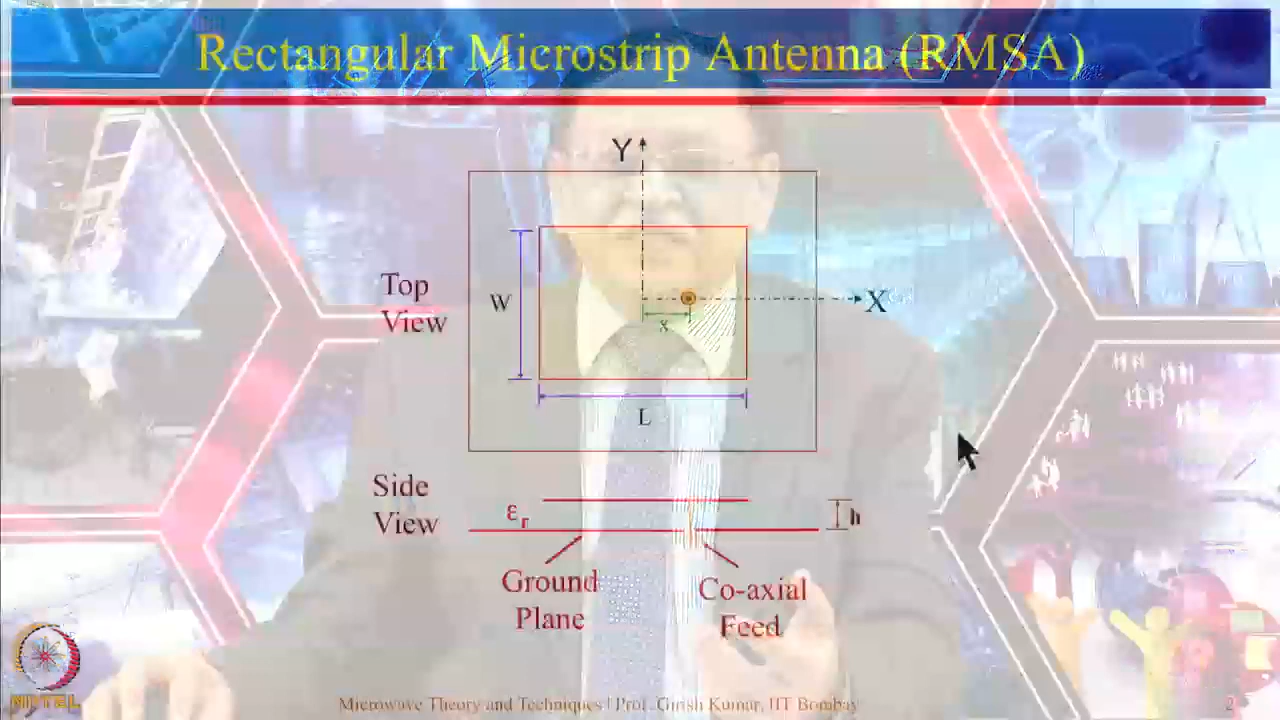 Rectangular Microstrip Antenna (RMSA)
Y
Top
View
W
X
x
L
Side
View
εr
h
Ground
Plane
Co-axial
Feed
NPTEL
Microwave Theory and Techniques | Prof. Girish Kumar, IIT Bombay
2